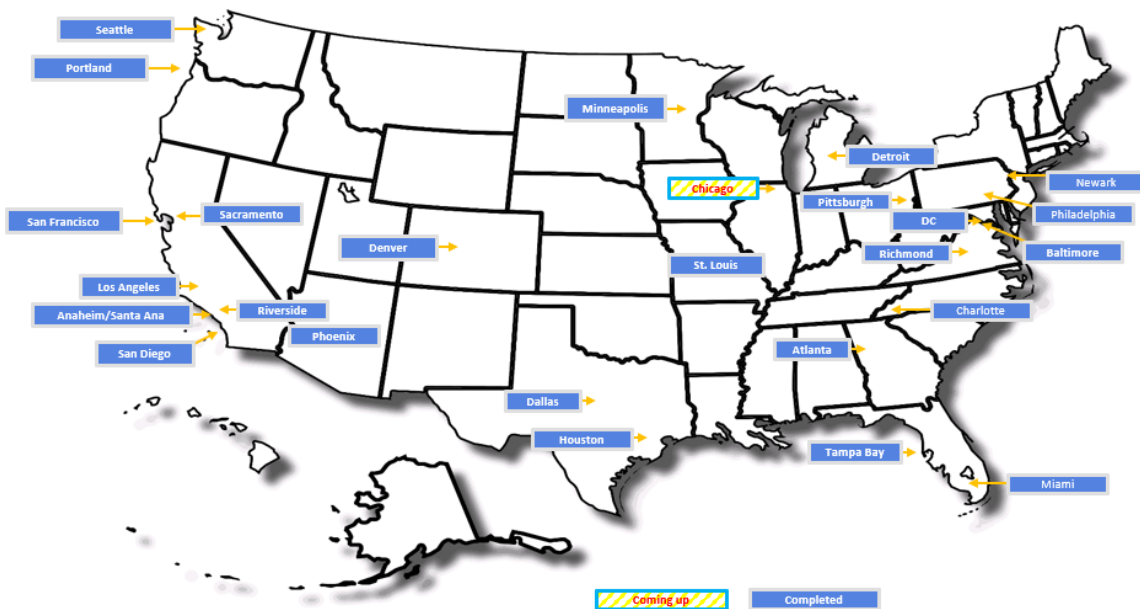 Seattle
Portland
Minneapolis
Detroit
Newark
Chicago
Pittsburgh
Philadelphia
San Francisco
Sacramento
DC
Denver
Richmond
Baltimore
St. Louis
Los Angeles
Riverside
Charlotte
Anaheim/Santa Ana
Phoenix
San Diego
Atlanta
Dallas
Houston
Tampa Bay
Miami
Coming up
Completed